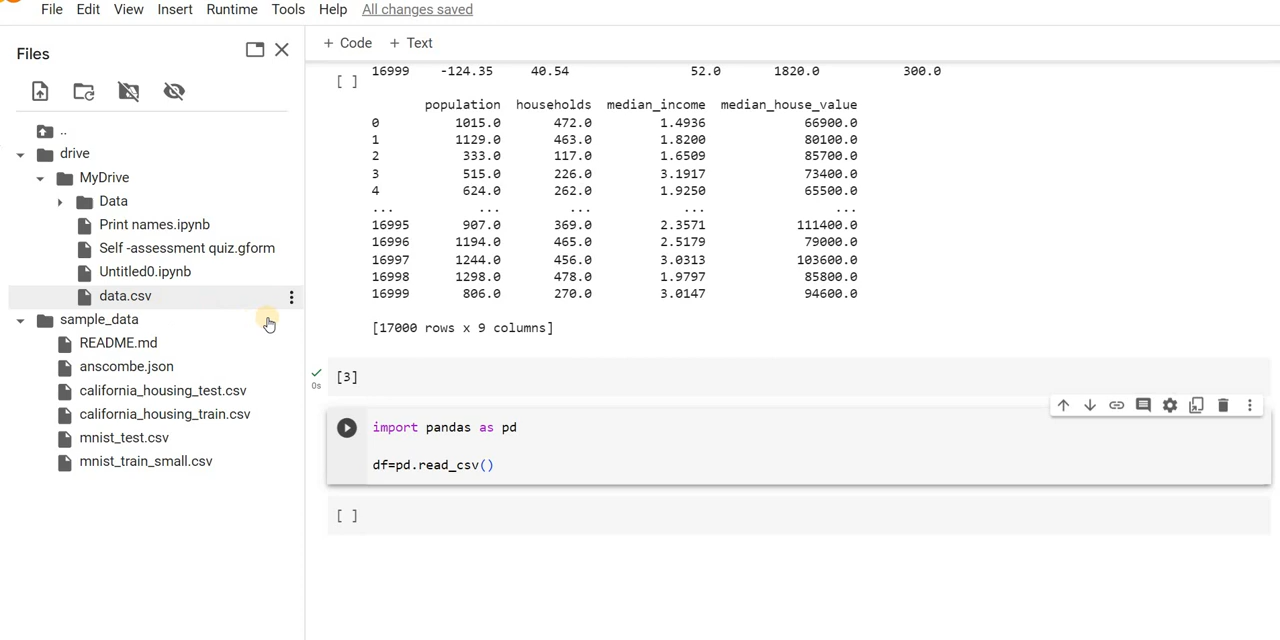 File Edit View Insert Runtime Tools Help All changes saved
Files
+ Code + Text
..
drive
MyDrive
Data
Print names.ipynb
Self -assessment quiz.gform
Untitled0.ipynb
data.csv
sample_data
README.md
anscombe.json
california_housing_test.csv
california_housing_train.csv
mnist_test.csv
mnist_train_small.csv
[ ]
16999 -124.35 40.54 52.0 1820.0 300.0
population households median_income median_house_value
0 1015.0 472.0 1.4936 66900.0
1 1129.0 463.0 1.8200 80100.0
2 333.0 117.0 1.6509 85700.0
3 515.0 226.0 3.1917 73400.0
4 624.0 262.0 1.9250 65500.0
... ... ... ... ...
16995 907.0 369.0 2.3571 111400.0
16996 1194.0 465.0 2.5179 79000.0
16997 1244.0 456.0 3.0313 103600.0
16998 1298.0 478.0 1.9797 85800.0
16999 806.0 270.0 3.0147 94600.0
[17000 rows x 9 columns]
[3]
0s
import pandas as pd
df=pd.read_csv()
[ ]